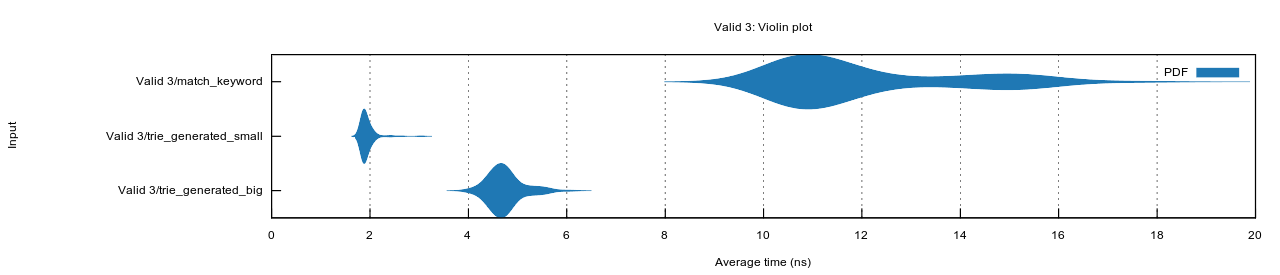 Valid 3: Violin plot
PDF
Input
Valid 3/match_keyword
Valid 3/trie_generated_small
Valid 3/trie_generated_big
0 2 4 6 8 10 12 14 16 18 20
Average time (ns)